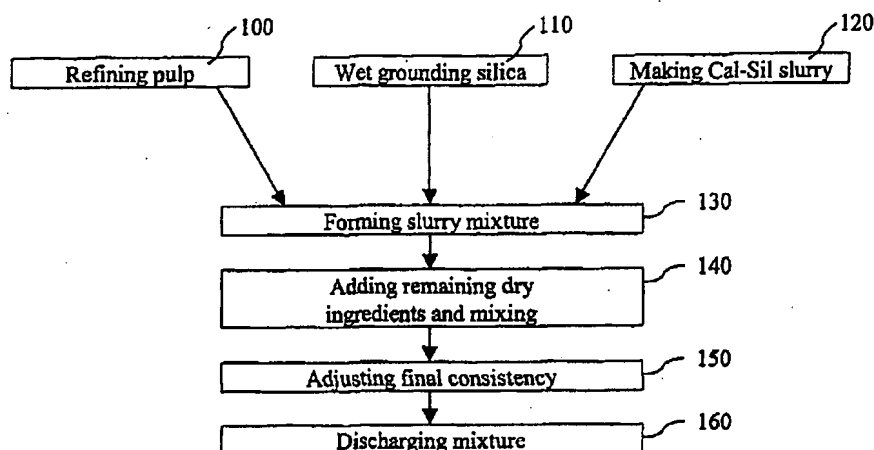 100
110
120
Refining pulp
Wet grounding silica
Making Cal-Sil slurry
130
Forming slurry mixture
140
Adding remaining dry
ingredients and mixing
150
Adjusting final consistency
160
Discharging mixture